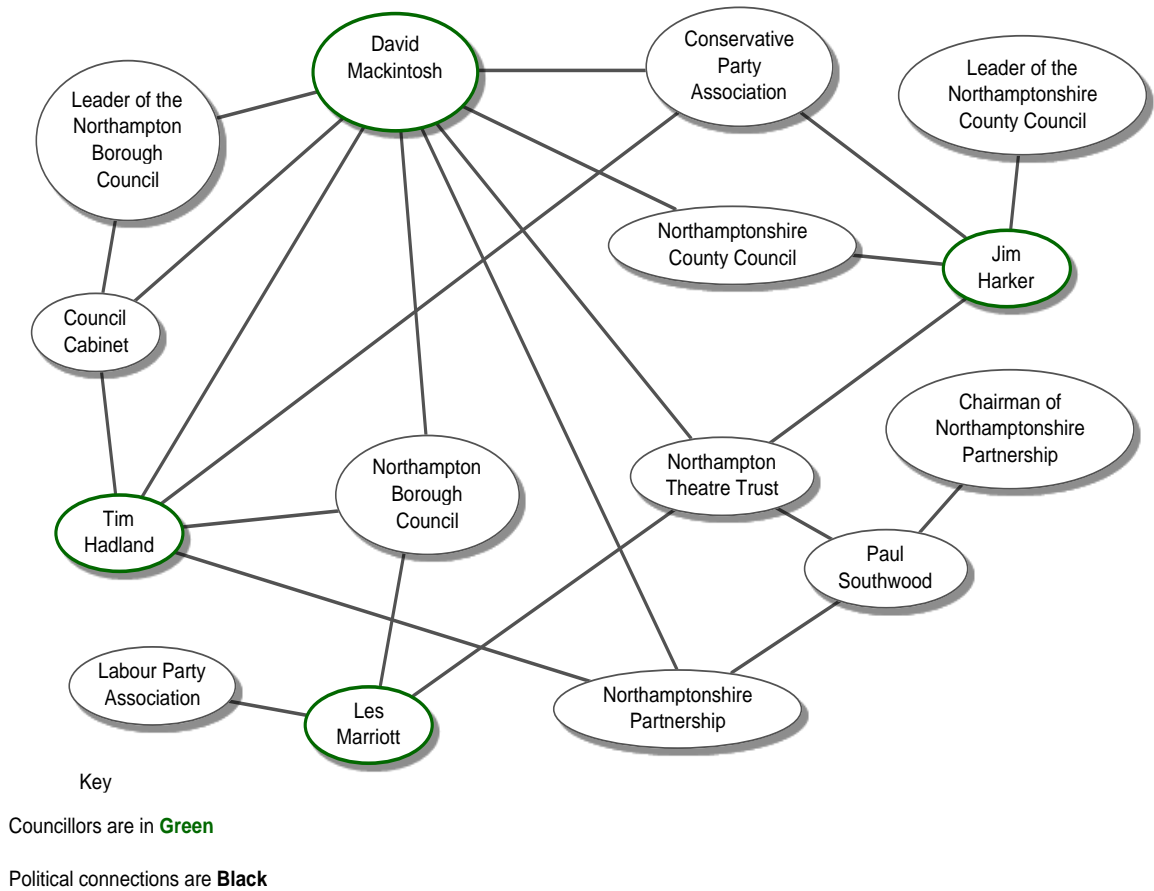 David
Mackintosh
Conservative
Party
Association
Leader of the
Northamptonshire
County Council
Leader of the
Northampton
Borough
Council
Northamptonshire
County Council
Jim
Harker
Council
Cabinet
Chairman of
Northamptonshire
Partnership
Northampton
Borough
Council
Northampton
Theatre Trust
Tim
Hadland
Paul
Southwood
Labour Party
Association
Les
Marriott
Northamptonshire
Partnership
Key
Councillors are in Green
Political connections are Black